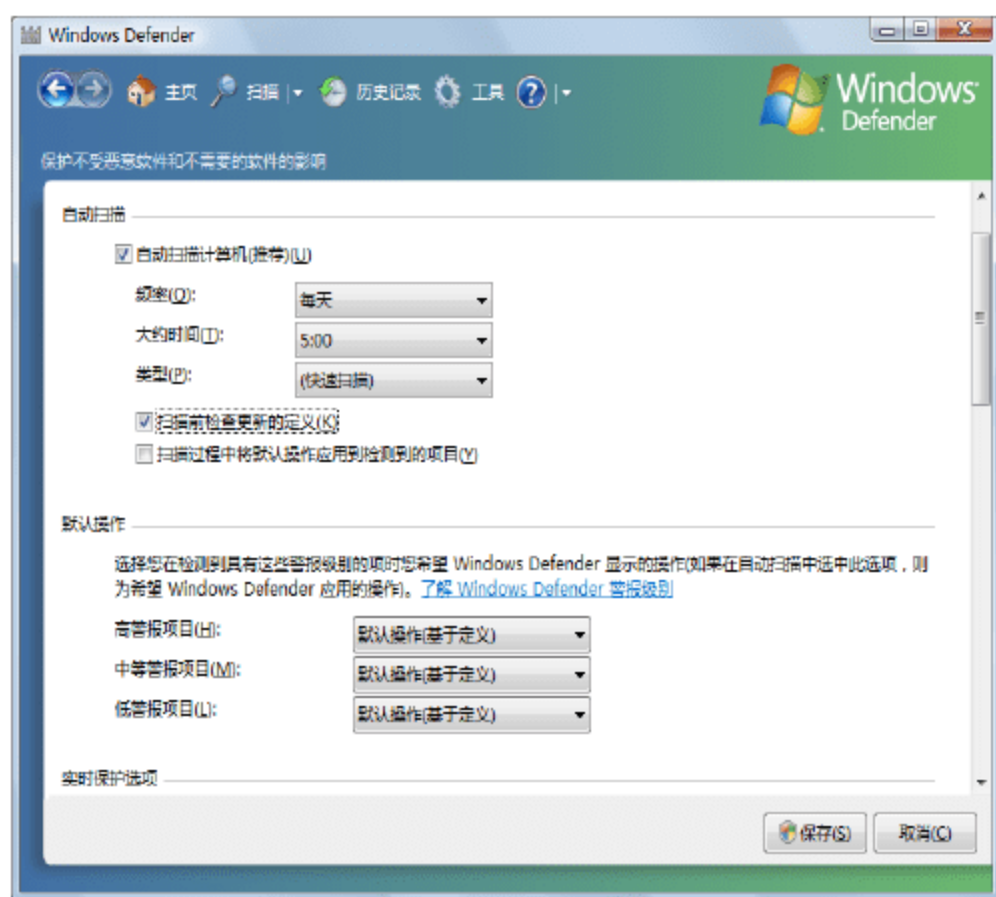 Windows Defender
主页 扫描 历史记录 工具
Windows
Defender
保护不受恶意软件和不需要的软件的影响
自动扫描
自动扫描计算机(推荐)(U)
频率(Q): 每天
大约时间(T): 5:00
类型(P): (快速扫描)
扫描前检查更新的定义(K)
扫描过程中将默认操作应用到检测到的项目(Y)
默认操作
选择您在检测到具有这些警报级别的项时您希望 Windows Defender 显示的操作(如果在自动扫描中选中此选项，则
为希望 Windows Defender 应用的操作)。了解 Windows Defender 警报级别
高警报项目(H): 默认操作(基于定义)
中等警报项目(M): 默认操作(基于定义)
低警报项目(L): 默认操作(基于定义)
实时保护选项
保存(S) 取消(C)